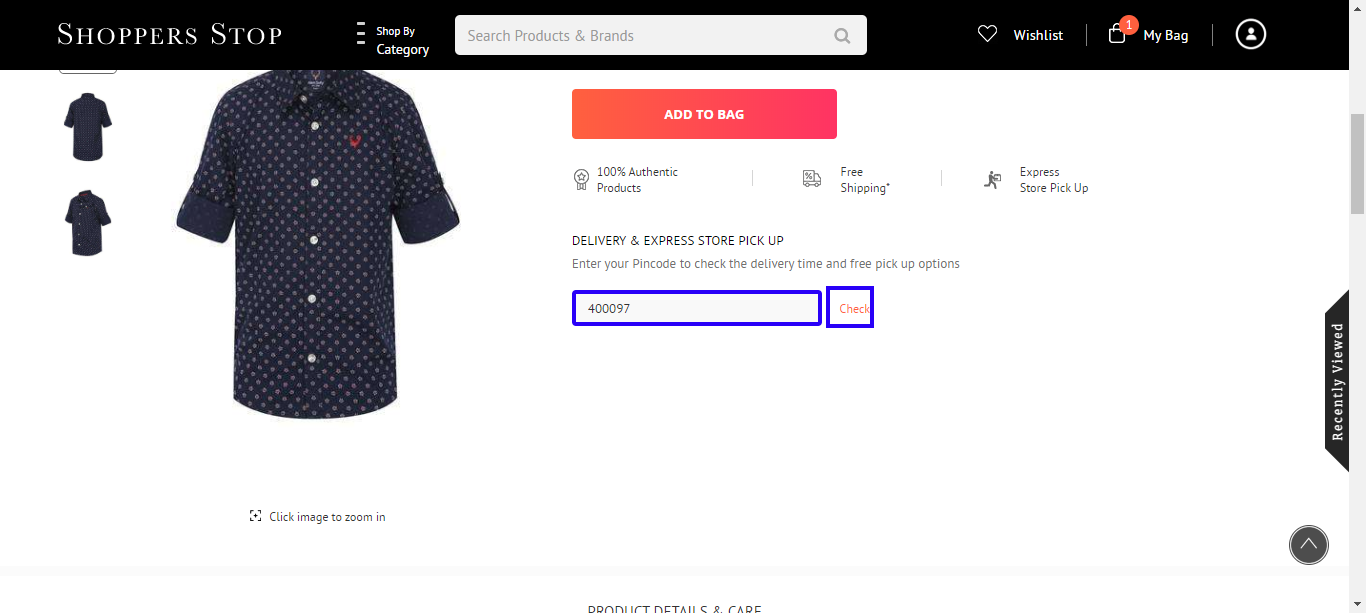 SHOPPERS STOP
Shop By
Category
Search Products & Brands
Wishlist
1
My Bag
ADD TO BAG
100% Authentic
Products
Free
Shipping*
Express
Store Pick Up
DELIVERY & EXPRESS STORE PICK UP
Enter your Pincode to check the delivery time and free pick up options
400097
Check
Recently Viewed
Click image to zoom in
PRODUCT DETAILS & CARE